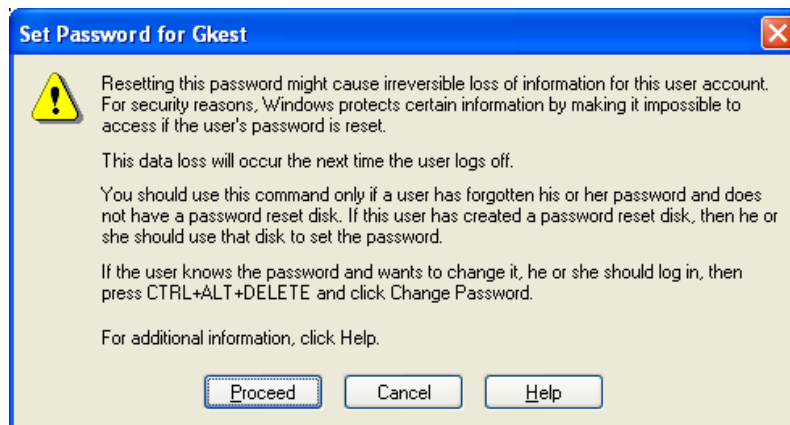 Set Password for Gkest
Resetting this password might cause irreversible loss of information for this user account.
For security reasons, Windows protects certain information by making it impossible to
access if the user's password is reset.
This data loss will occur the next time the user logs off.
You should use this command only if a user has forgotten his or her password and does
not have a password reset disk. If this user has created a password reset disk, then he or
she should use that disk to set the password.
If the user knows the password and wants to change it, he or she should log in, then
press CTRL+ALT+DELETE and click Change Password.
For additional information, click Help.
Proceed Cancel Help